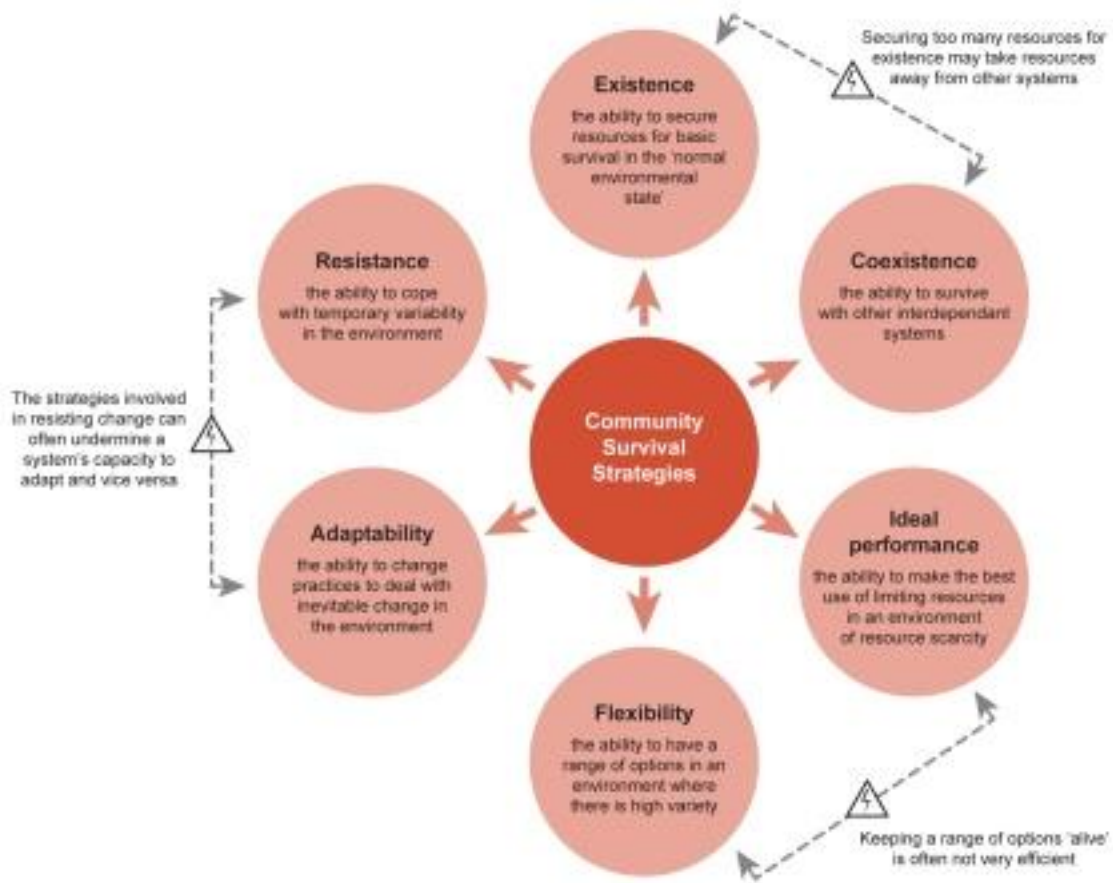 Securing too many resources for
existence may take resources
away from other systems
Existence
the ability to secure
resources for basic
survival in the 'normal
environmental
state'
Resistance
the ability to cope
with temporary variability
in the environment
Coexistence
the ability to survive
with other interdependant
systems
The strategies involved
in resisting change can
often undermine a
system's capacity to
adapt and vice versa
Community
Survival
Strategies
Adaptability
the ability to change
practices to deal with
inevitable change in
the environment
Ideal
performance
the ability to make the best
use of limiting resources
in an environment
of resource scarcity
Flexibility
the ability to have a
range of options in an
environment where
there is high variety
Keeping a range of options 'alive'
is often not very efficient